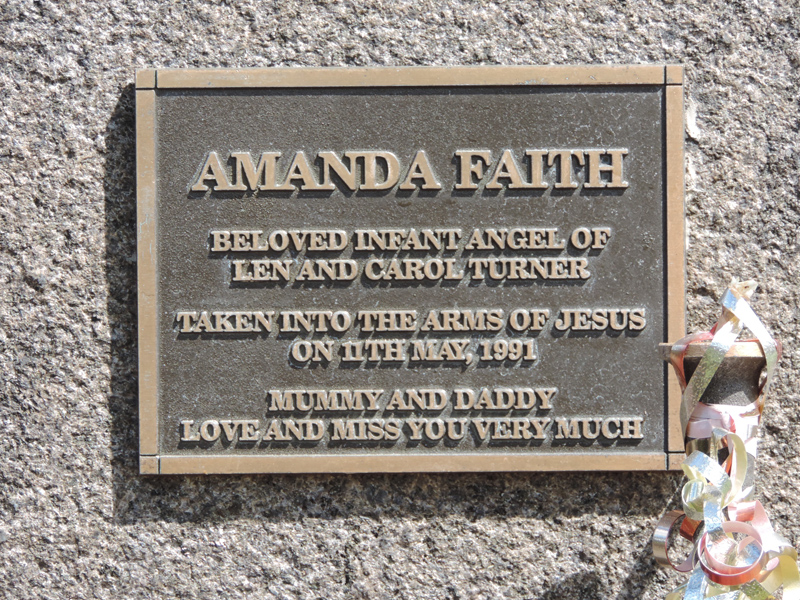 AMANDA FAITH
BELOVED INFANT ANGEL OF
LEN AND CAROL TURNER
TAKEN INTO THE ARMS OF JESUS
ON 11TH MAY, 1991
MUMMY AND DADDY
LOVE AND MISS YOU VERY MUCH